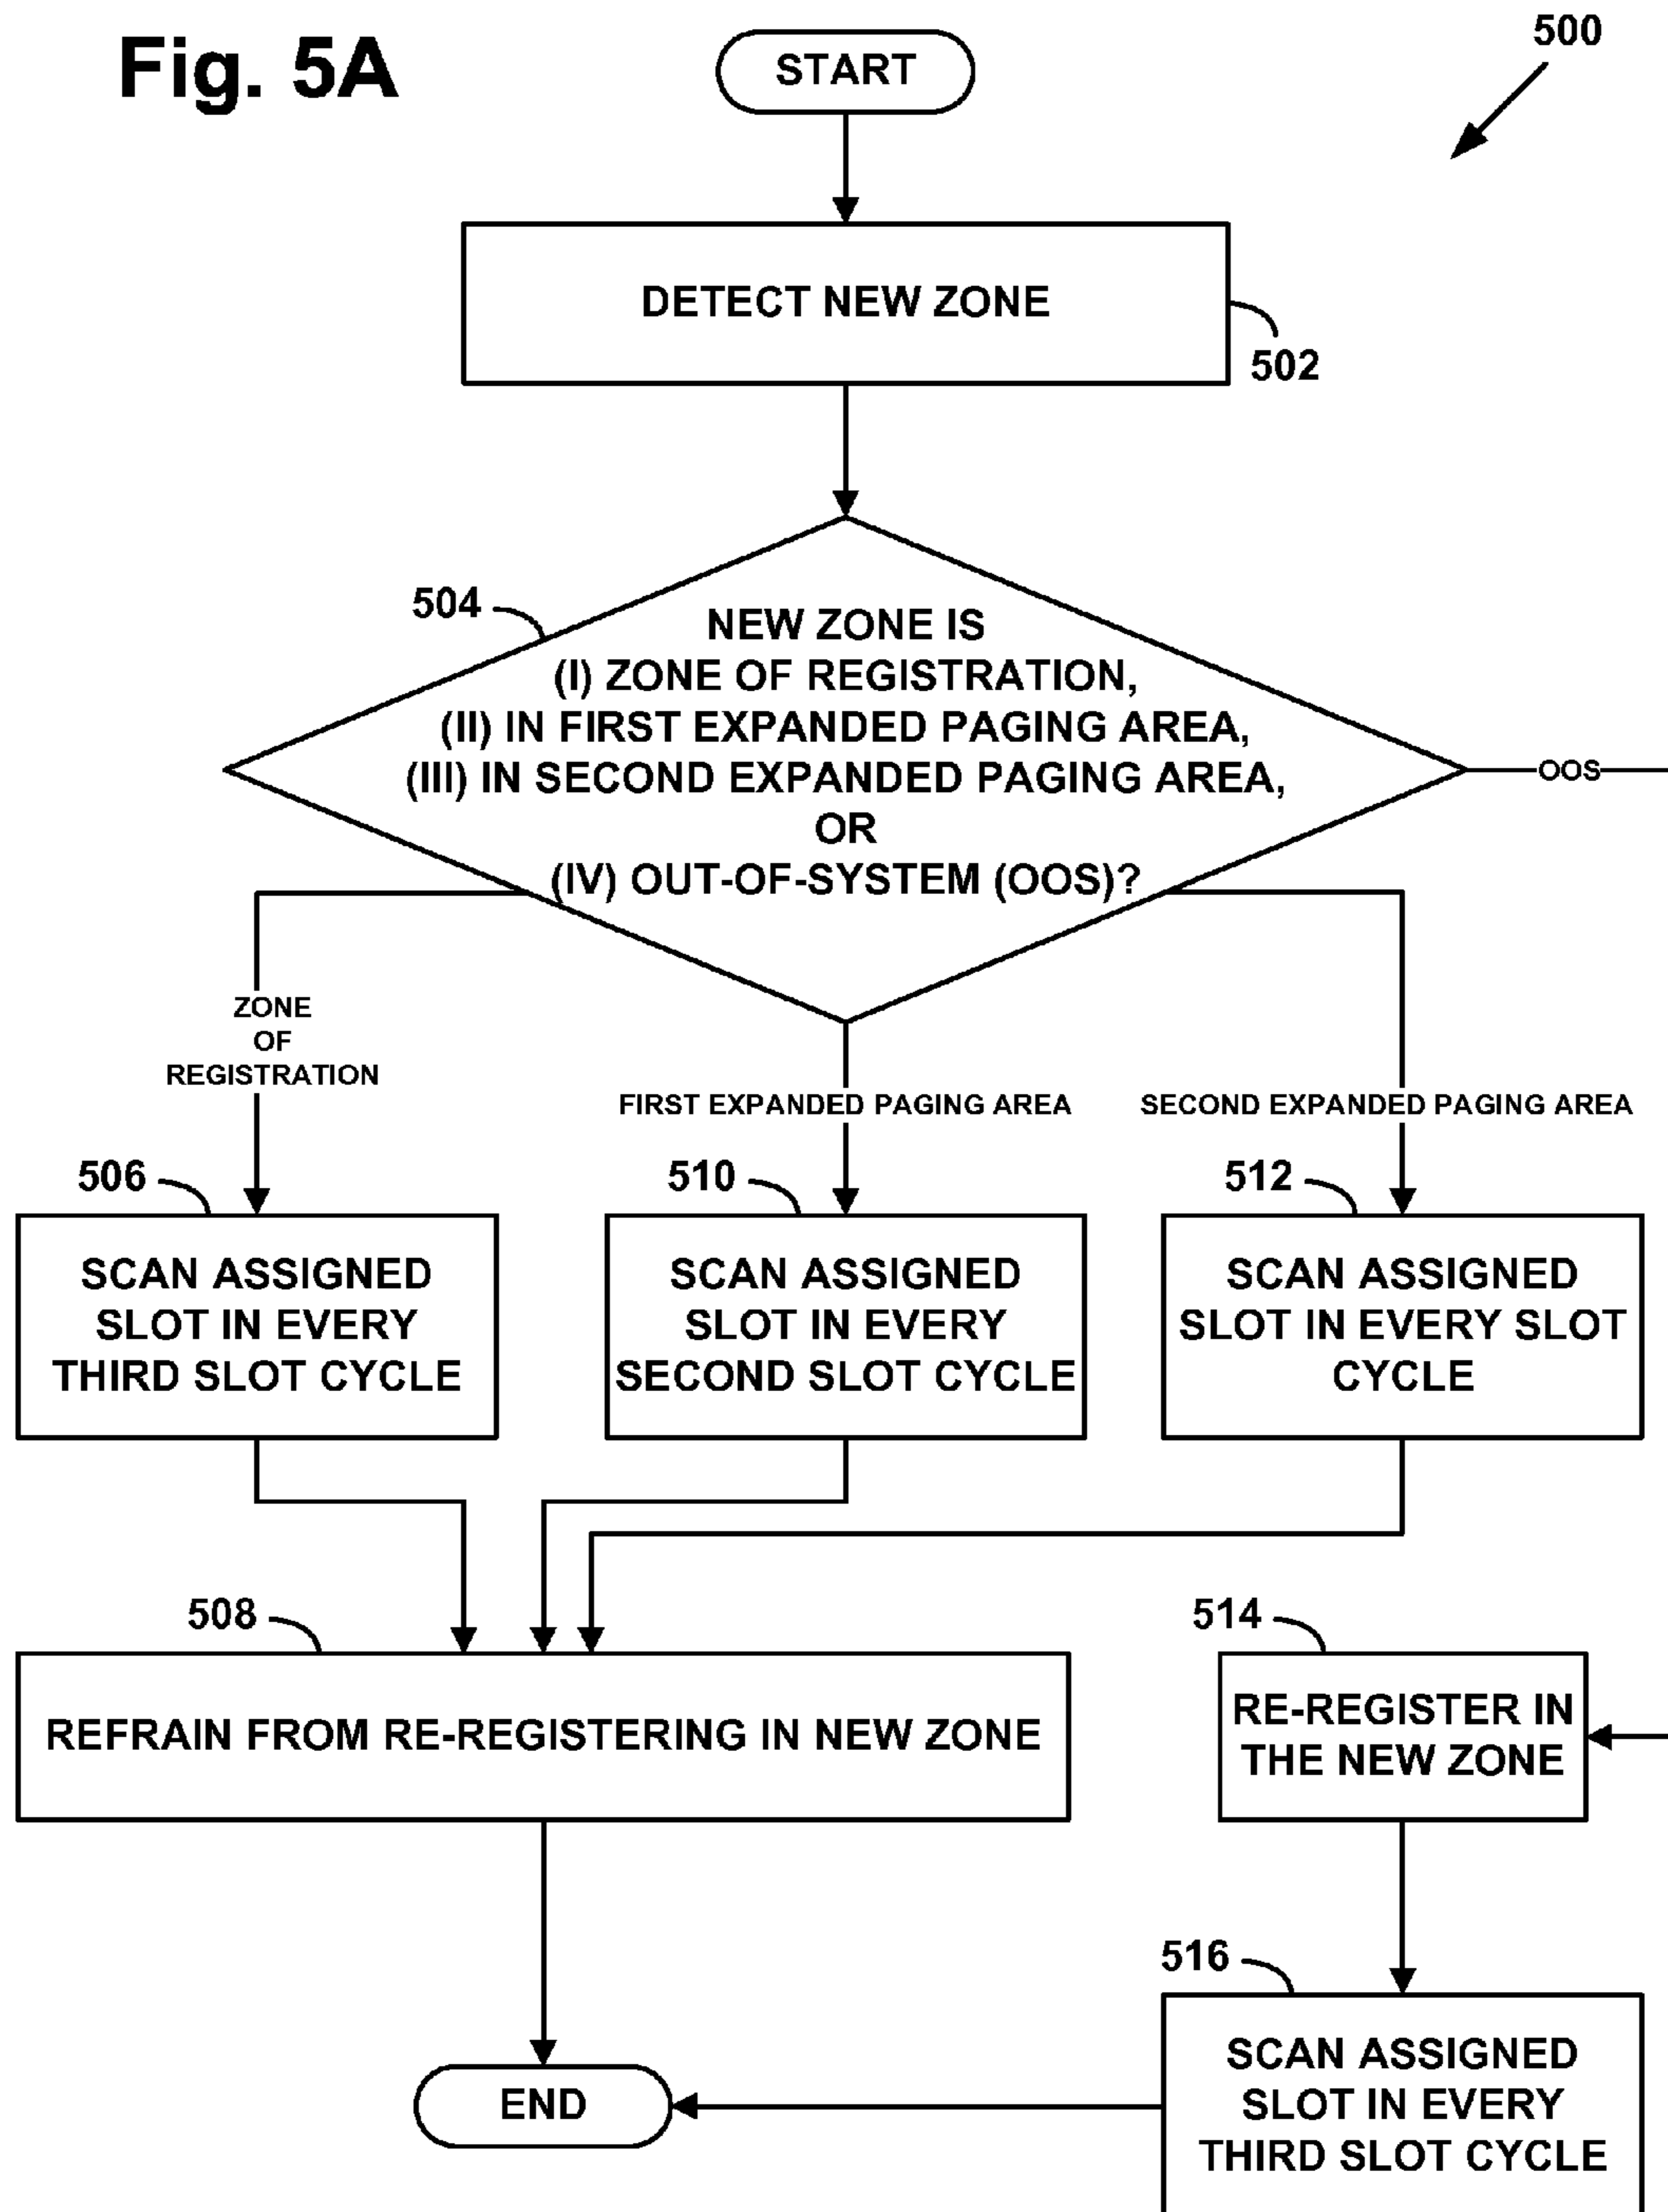 Fig. 5A
500
START
DETECT NEW ZONE
502
504
NEW ZONE IS
(I) ZONE OF REGISTRATION,
(II) IN FIRST EXPANDED PAGING AREA,
(III) IN SECOND EXPANDED PAGING AREA,
OR
(IV) OUT-OF-SYSTEM (OOS)?
OOS
ZONE
OF
REGISTRATION
FIRST EXPANDED PAGING AREA
SECOND EXPANDED PAGING AREA
506
SCAN ASSIGNED
SLOT IN EVERY
THIRD SLOT CYCLE
510
SCAN ASSIGNED
SLOT IN EVERY
SECOND SLOT CYCLE
512
SCAN ASSIGNED
SLOT IN EVERY SLOT
CYCLE
508
REFRAIN FROM RE-REGISTERING IN NEW ZONE
514
RE-REGISTER IN
THE NEW ZONE
516
SCAN ASSIGNED
SLOT IN EVERY
THIRD SLOT CYCLE
END